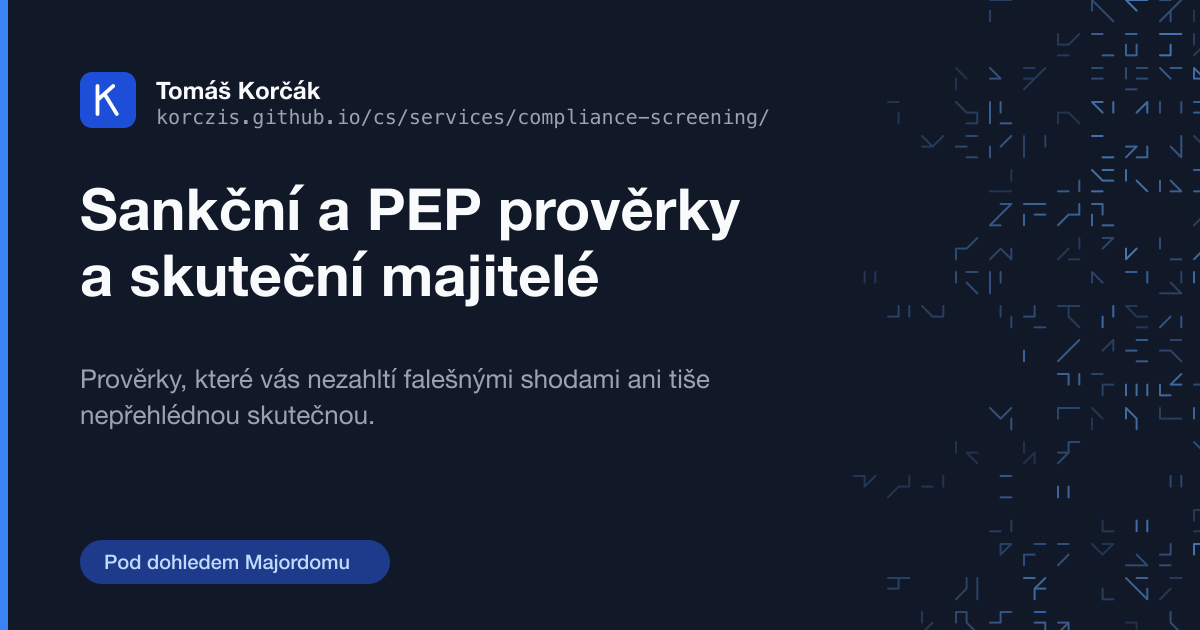 Tomáš Korčák
korczis.github.io/cs/services/compliance-screening/
Sankční a PEP prověrky
a skuteční majitelé
Prověrky, které vás nezahltí falešnými shodami ani tiše
nepřehlédnou skutečnou.
Pod dohledem Majordomu